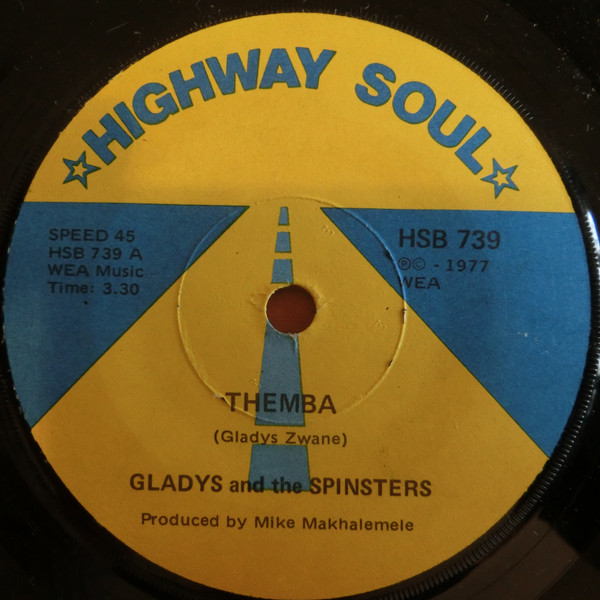 HIGHWAY SOUL
SPEED 45
HSB 739 A
WEA Music
Time: 3.30
HSB 739
℗© - 1977
WEA
THEMBA
(Gladys Zwane)
GLADYS and the SPINSTERS
Produced by Mike Makhalemele